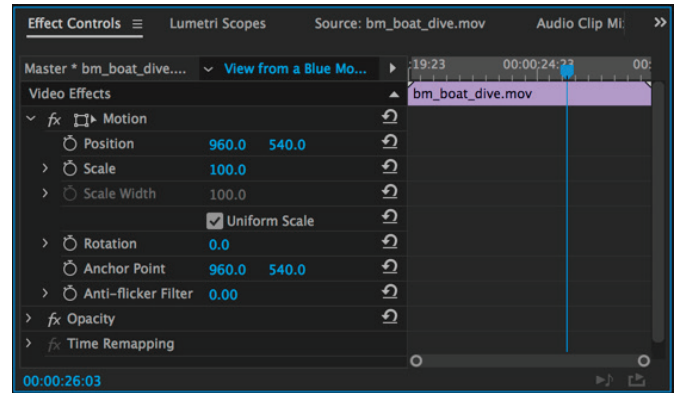 Effect Controls Lumetri Scopes Source: bm_boat_dive.mov Audio Clip Mi
Master * bm_boat_dive.... View from a Blue Mo... :19:23 00:00:24:23 00:
Video Effects bm_boat_dive.mov
fx Motion
Position 960.0 540.0
Scale 100.0
Scale Width 100.0
Uniform Scale
Rotation 0.0
Anchor Point 960.0 540.0
Anti-flicker Filter 0.00
fx Opacity
fx Time Remapping
00:00:26:03